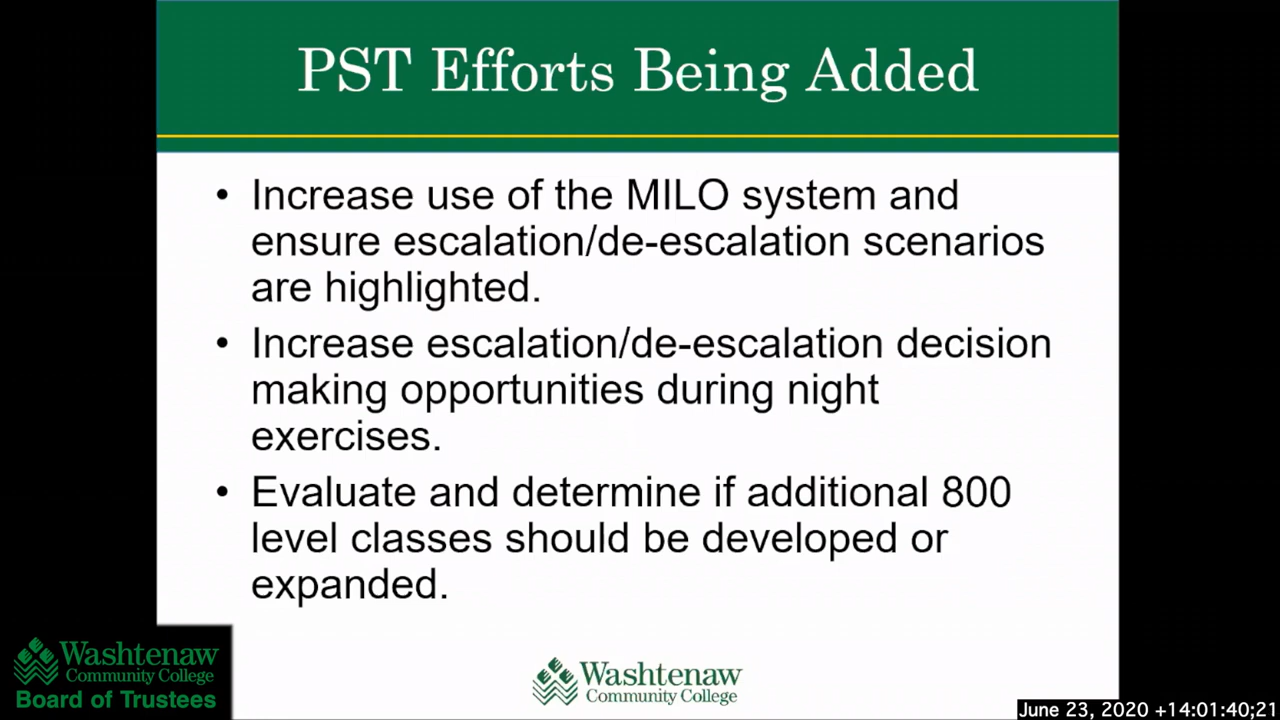 PST Efforts Being Added
• Increase use of the MILO system and
ensure escalation/de-escalation scenarios
are highlighted.
• Increase escalation/de-escalation decision
making opportunities during night
exercises.
• Evaluate and determine if additional 800
level classes should be developed or
expanded.
Washtenaw
Community College
Board of Trustees
Washtenaw
Community College
June 23, 2020 +14:01:40;21